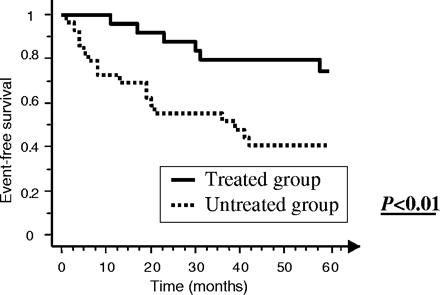 1
0.8
0.6
0.4
0.2
0
Event-free survival
Treated group
Untreated group
P<0.01
0 10 20 30 40 50 60
Time (months)